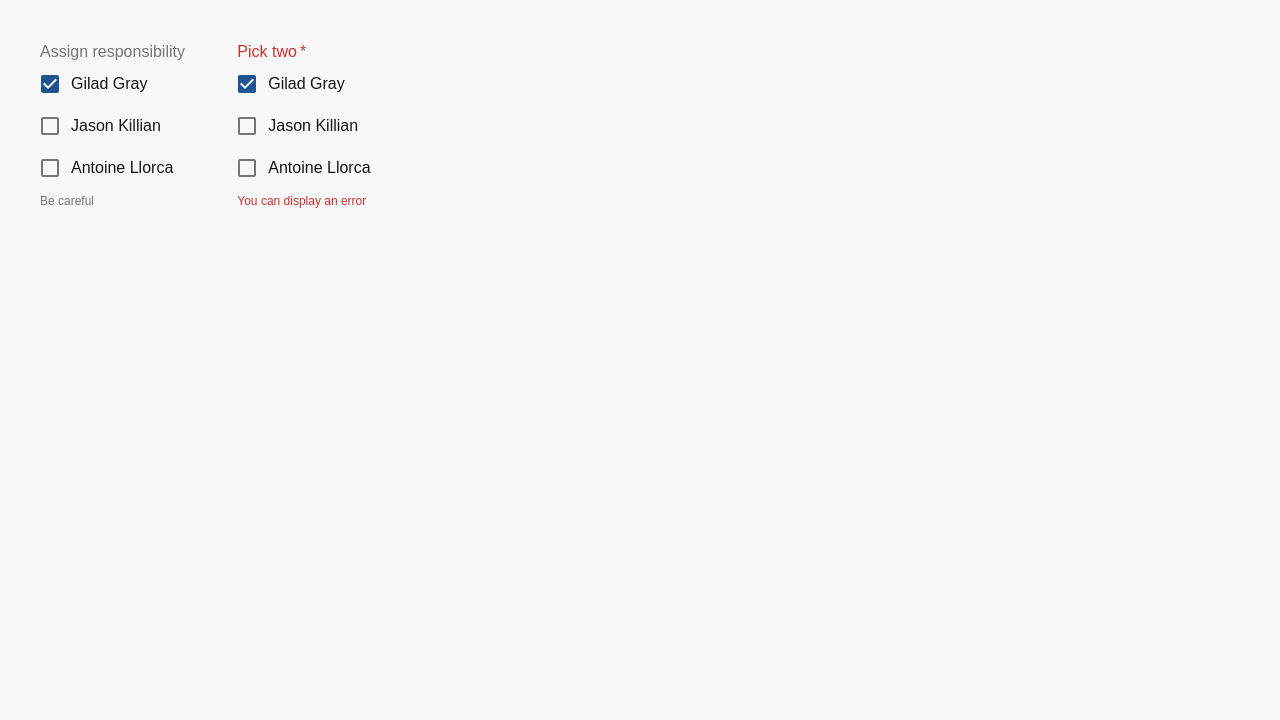 Assign responsibility
Gilad Gray
Jason Killian
Antoine Llorca
Be careful
Pick two *
Gilad Gray
Jason Killian
Antoine Llorca
You can display an error